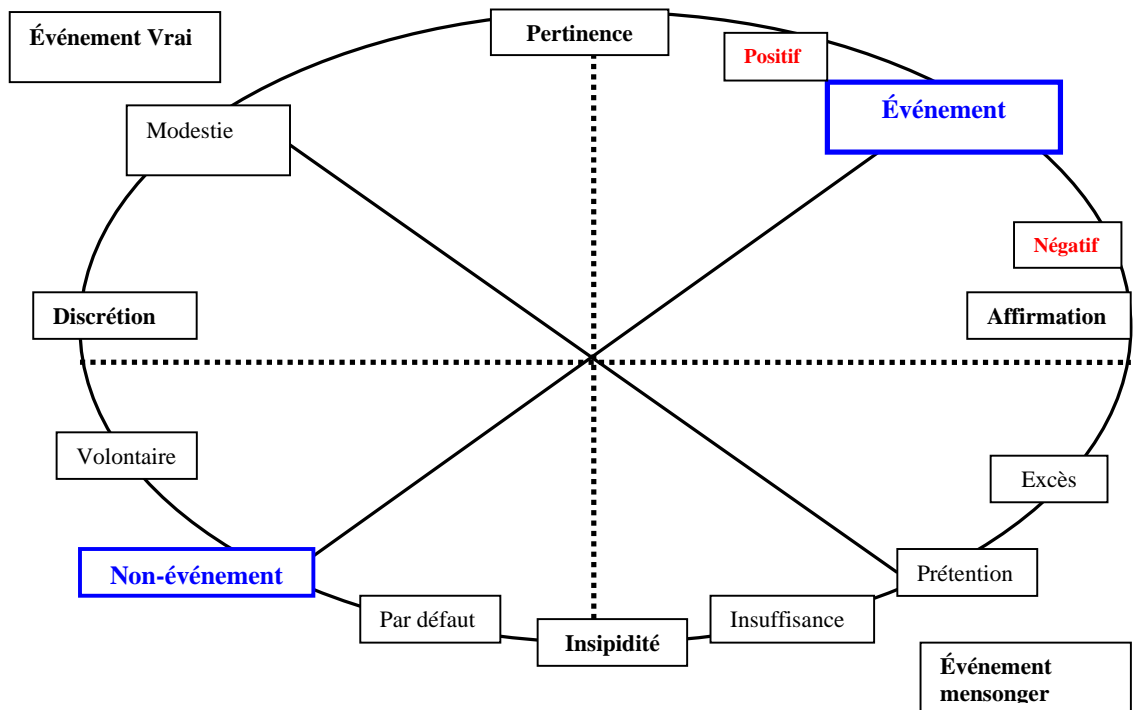 Événement Vrai
Pertinence
Positif
Événement
Modestie
Négatif
Discrétion
Affirmation
Volontaire
Excès
Non-événement
Prétention
Par défaut
Insipidité
Insuffisance
Événement
mensonger